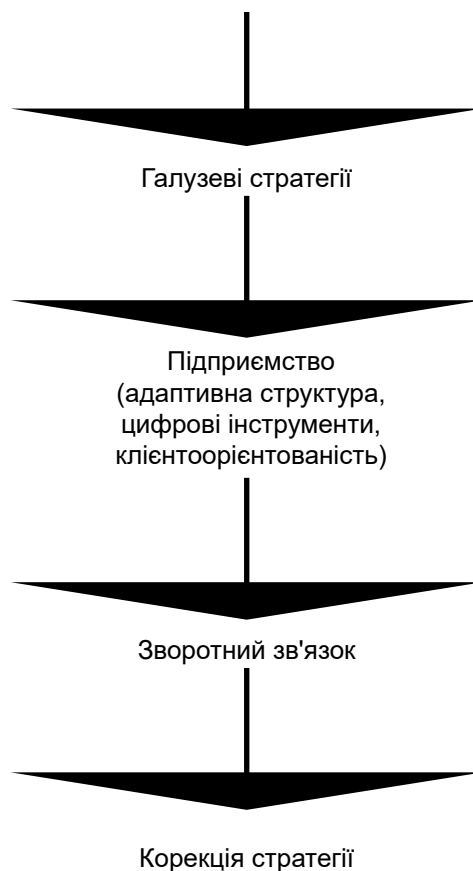 Галузеві стратегії
Підприємство
(адаптивна структура,
цифрові інструменти,
клієнтоорієнтованість)
Зворотний зв'язок
Корекція стратегії